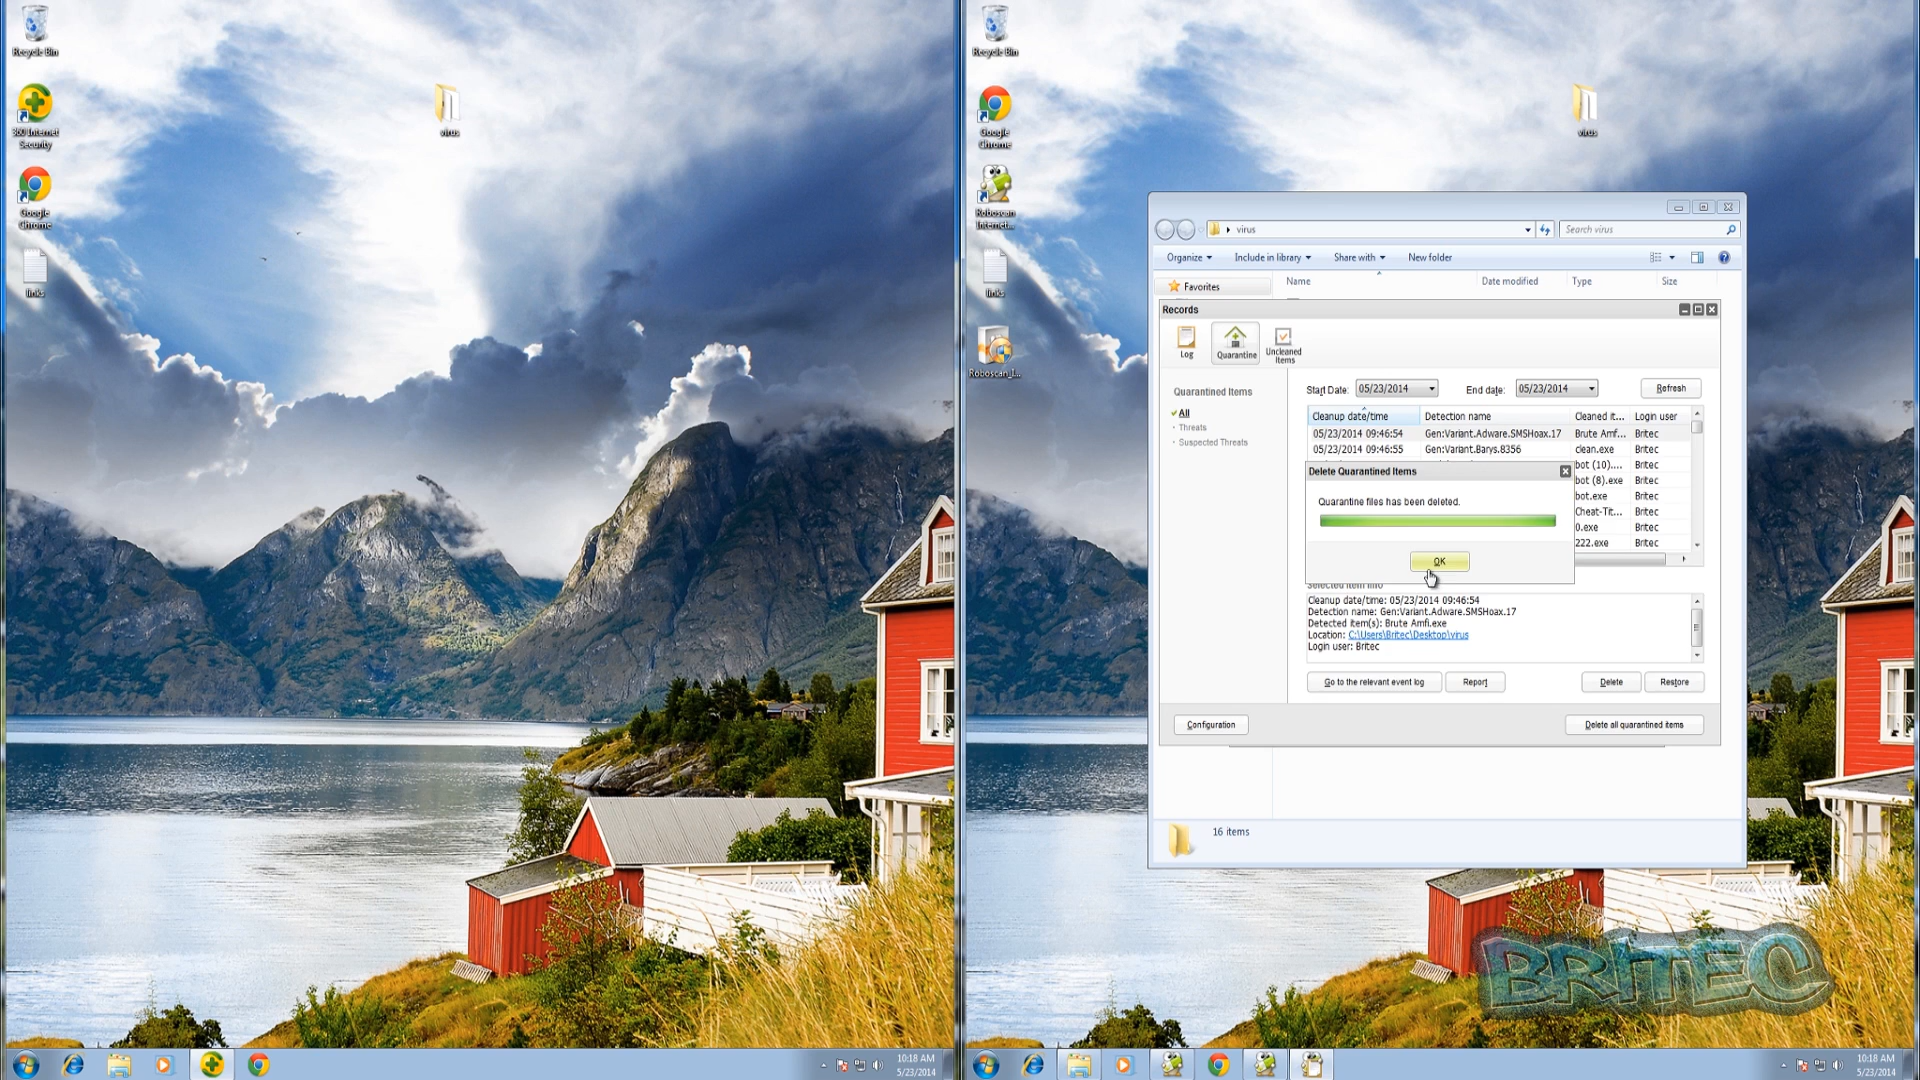 Recycle Bin
360 Internet
Security
Google
Chrome
links
virus
10:18 AM
5/23/2014
Recycle Bin
Google
Chrome
Roboscan
Internet...
links
Roboscan_I...
virus
virus
Search virus
Organize
Include in library
Share with
New folder
Name
Date modified
Type
Size
Favorites
Records
Log
Quarantine
Uncleaned
Items
Quarantined Items
All
Threats
Suspected Threats
Start Date: 05/23/2014
End date: 05/23/2014
Refresh
Cleanup date/time Detection name Cleaned it... Login user
05/23/2014 09:46:54 Gen:Variant.Adware.SMSHoax.17 Brute Amf... Britec
05/23/2014 09:46:55 Gen:Variant.Barys.8356 clean.exe Britec
bot (10).... Britec
bot (8).exe Britec
bot.exe Britec
Cheat-Tit... Britec
0.exe Britec
222.exe Britec
Delete Quarantined Items
Quarantine files has been deleted.
OK
Selected item info
Cleanup date/time: 05/23/2014 09:46:54
Detection name: Gen:Variant.Adware.SMSHoax.17
Detected item(s): Brute Amfi.exe
Location: C:\Users\Britec\Desktop\virus
Login user: Britec
Go to the relevant event log
Report
Delete
Restore
Configuration
Delete all quarantined items
16 items
BRITEC
10:18 AM
5/23/2014